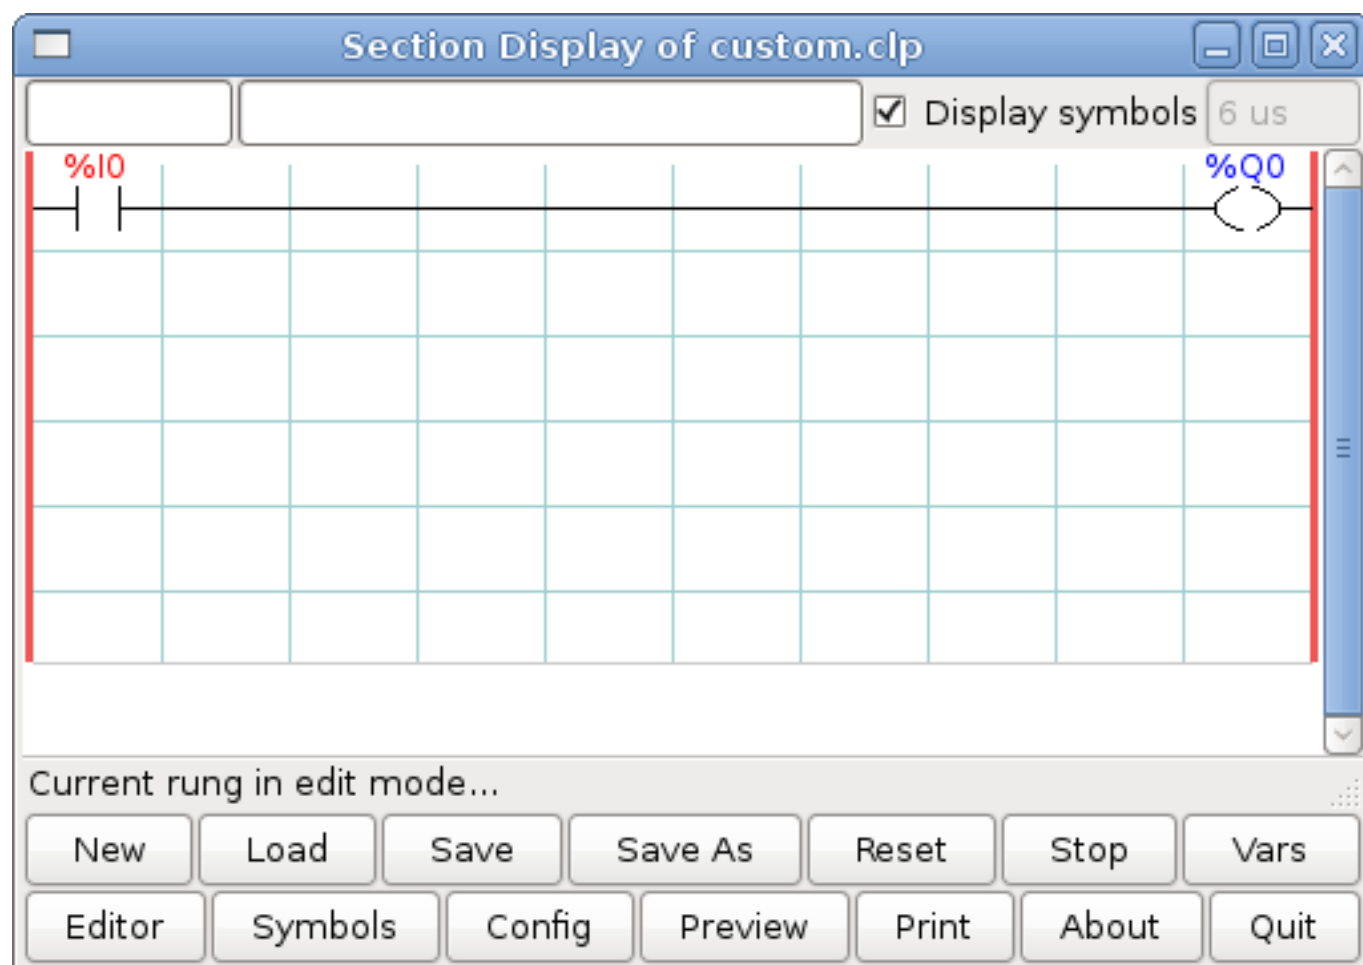 Section Display of custom.clp
Display symbols 6 us
%I0 %Q0
Current rung in edit mode...
New Load Save Save As Reset Stop Vars
Editor Symbols Config Preview Print About Quit